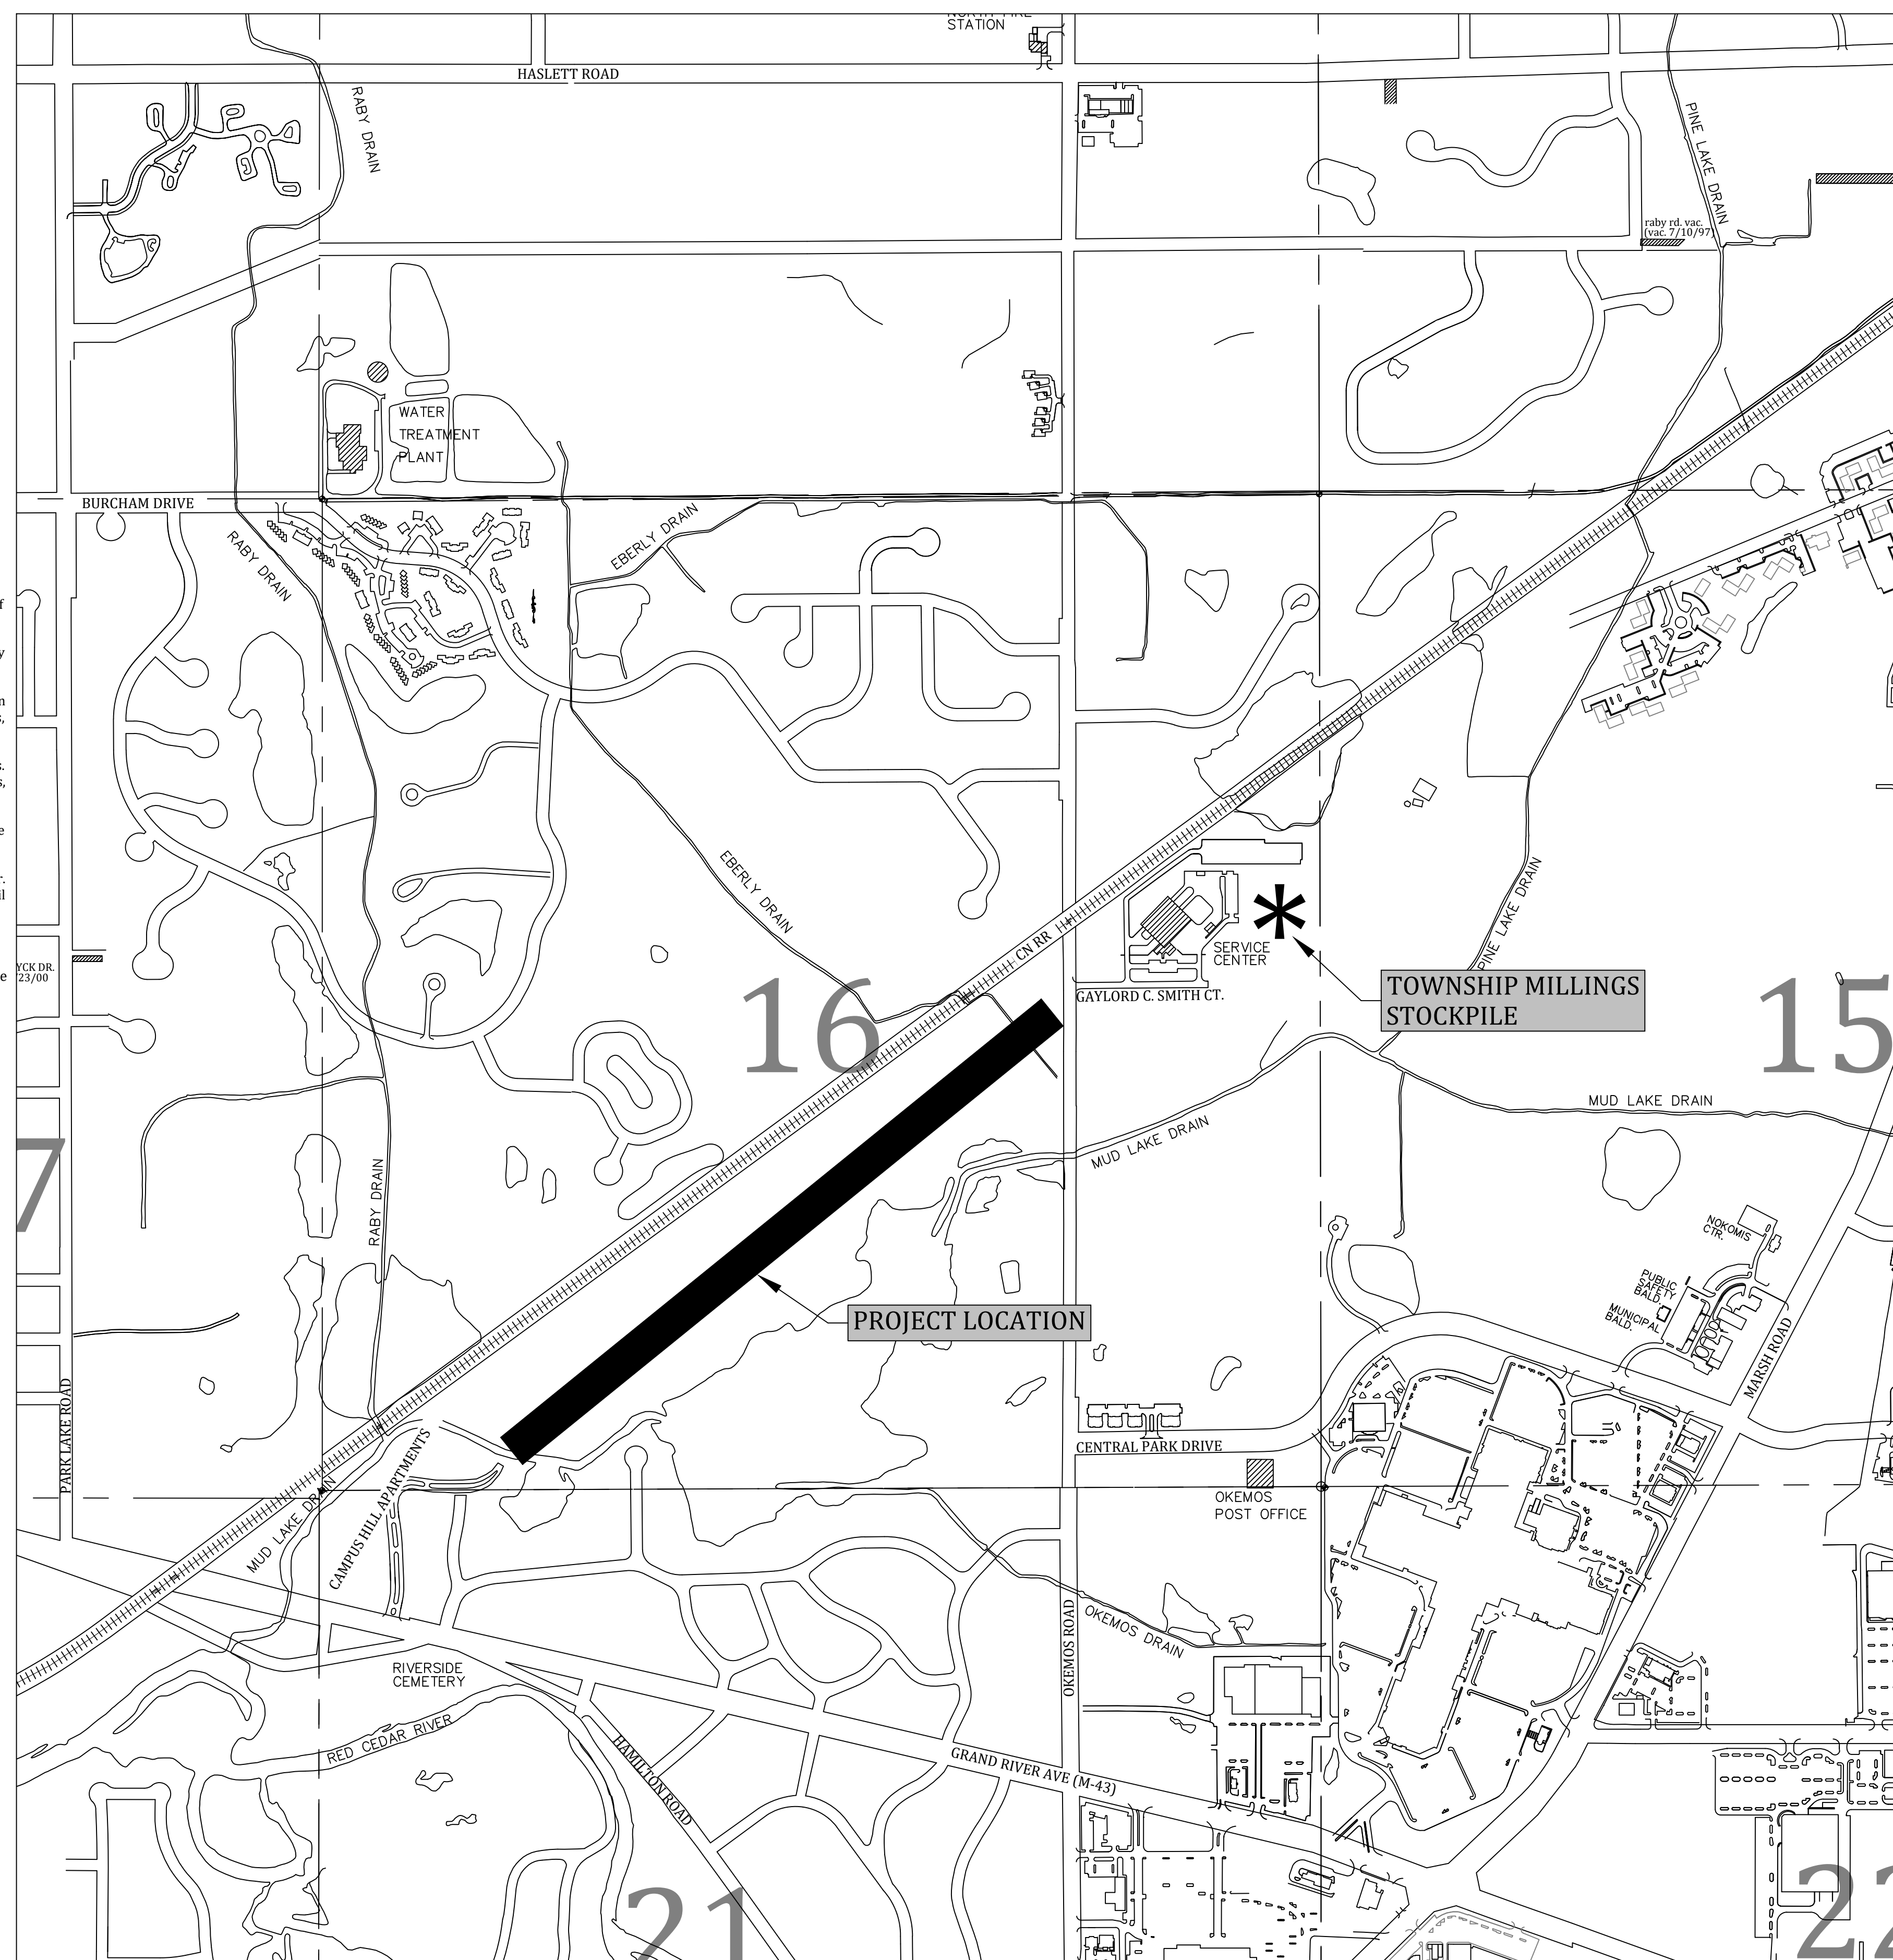 STATION
HASLETT ROAD
RABY DRAIN
PINE LAKE DRAIN
raby rd. vac.
(vac. 7/10/97)
WATER
TREATMENT
PLANT
BURCHAM DRIVE
RABY DRAIN
EBERLY DRAIN
EBERLY DRAIN
CN RR
SERVICE
CENTER
PINE LAKE DRAIN
YCK DR.
23/00
16
GAYLORD C. SMITH CT.
TOWNSHIP MILLINGS
STOCKPILE
15
MUD LAKE DRAIN
MUD LAKE DRAIN
7
RABY DRAIN
NOKOMIS
CTR.
PUBLIC
SAFETY
BALD.
MUNICIPAL
BALD.
PROJECT LOCATION
MARSH ROAD
PARK LAKE ROAD
CENTRAL PARK DRIVE
MUD LAKE DRAIN
CAMPUS HILL APARTMENTS
OKEMOS
POST OFFICE
OKEMOS ROAD
OKEMOS DRAIN
RIVERSIDE
CEMETERY
RED CEDAR RIVER
HAMILTON ROAD
GRAND RIVER AVE (M-43)
21
22